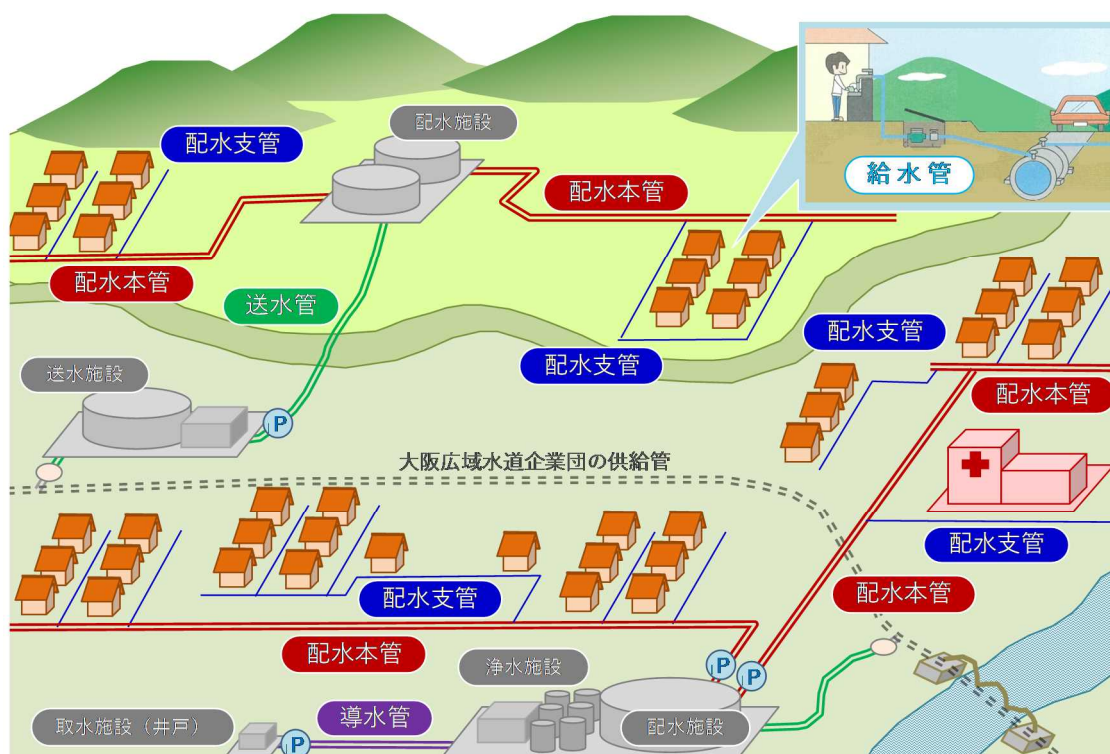 配水施設
配水支管
配水本管
給水管
配水本管
送水管
配水支管
配水支管
送水施設
P
配水本管
大阪広域水道企業団の供給管
配水支管
配水支管
配水本管
配水本管
浄水施設
P
P
取水施設（井戸）
導水管
配水施設
P